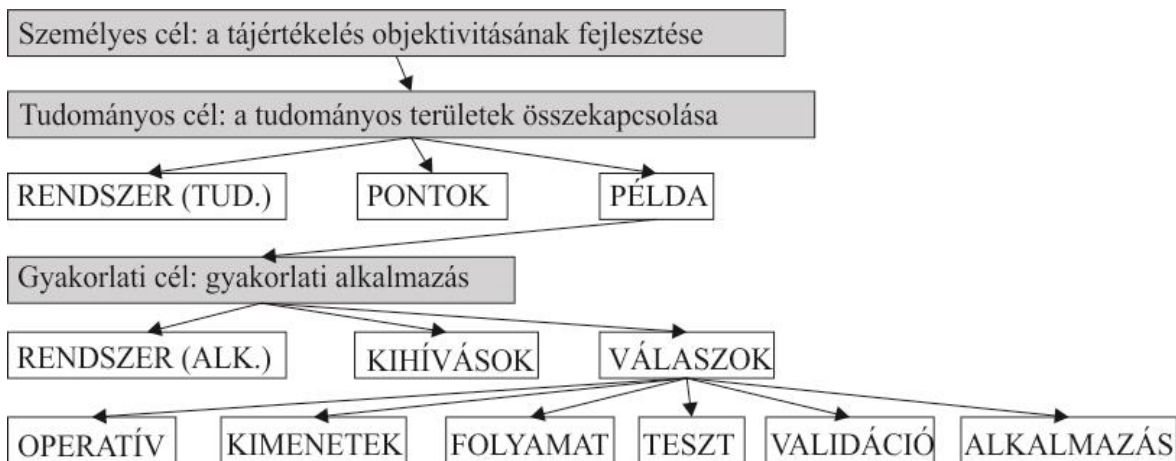 Személyes cél: a tájértékelés objektivitásának fejlesztése
Tudományos cél: a tudományos területek összekapcsolása
RENDSZER (TUD.) PONTOK PÉLDA
Gyakorlati cél: gyakorlati alkalmazás
RENDSZER (ALK.) KIHÍVÁSOK VÁLASZOK
OPERATÍV KIMENETEK FOLYAMAT TESZT VALIDÁCIÓ ALKALMAZÁS